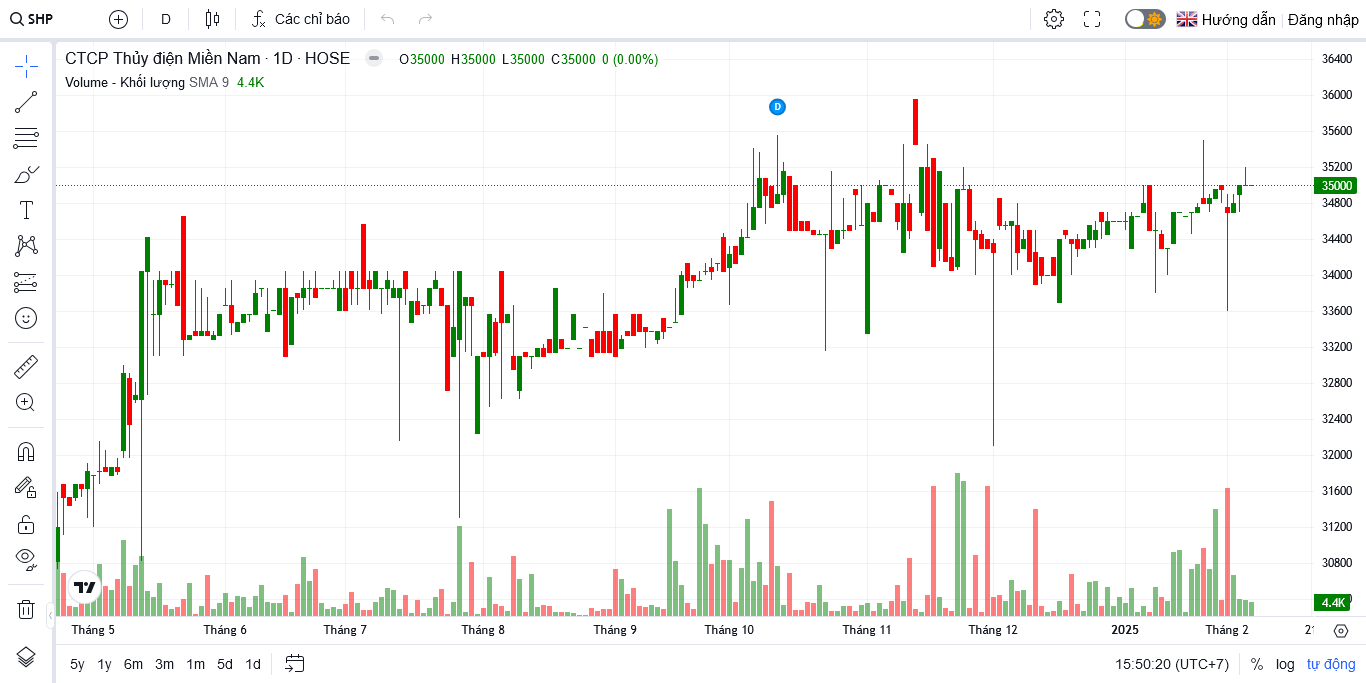 SHP D Các chỉ báo Hướng dẫn Đăng nhập
CTCP Thủy điện Miền Nam · 1D · HOSE O35000 H35000 L35000 C35000 0 (0.00%)
Volume - Khối lượng SMA 9 4.4K
D
36400
36000
35600
35200
35000
34800
34400
34000
33600
33200
32800
32400
32000
31600
31200
30800
4.4K
Tháng 5 Tháng 6 Tháng 7 Tháng 8 Tháng 9 Tháng 10 Tháng 11 Tháng 12 2025 Tháng 2
5y 1y 6m 3m 1m 5d 1d 15:50:20 (UTC+7) % log tự động